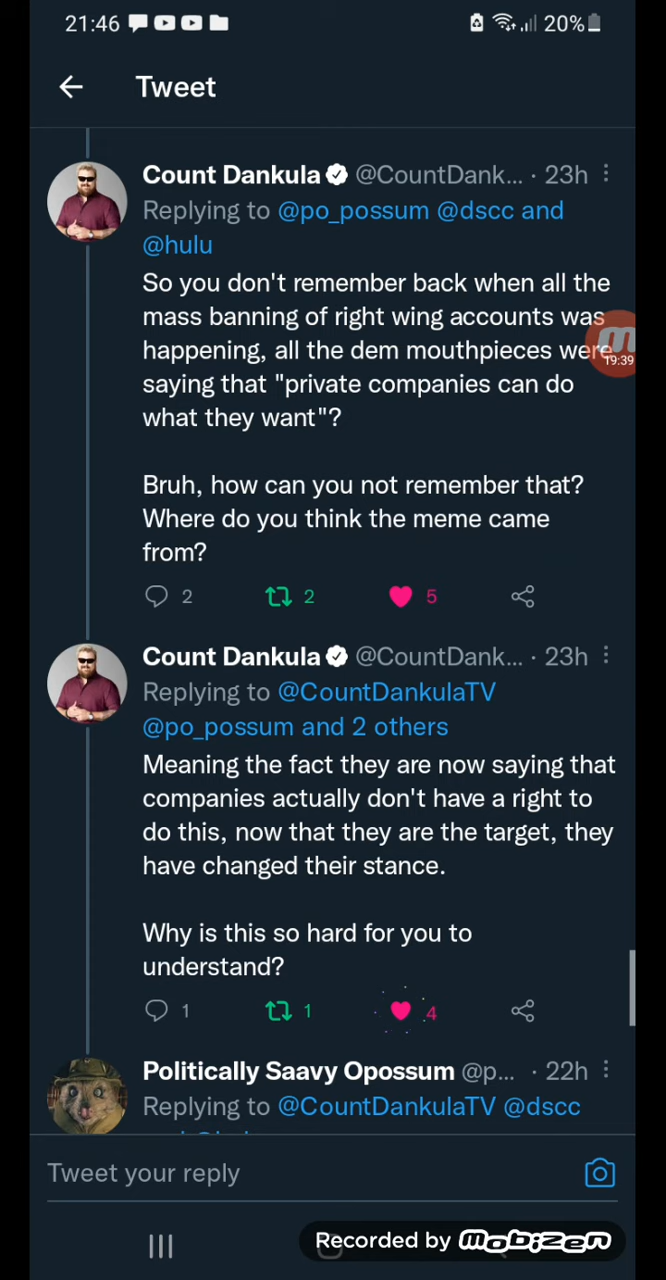 21:46 20%
Tweet
Count Dankula @CountDank... · 23h
Replying to @po_possum @dscc and
@hulu
So you don't remember back when all the
mass banning of right wing accounts was
happening, all the dem mouthpieces were
19:39
saying that "private companies can do
what they want"?
Bruh, how can you not remember that?
Where do you think the meme came
from?
2 2 5
Count Dankula @CountDank... · 23h
Replying to @CountDankulaTV
@po_possum and 2 others
Meaning the fact they are now saying that
companies actually don't have a right to
do this, now that they are the target, they
have changed their stance.
Why is this so hard for you to
understand?
1 1 4
Politically Saavy Opossum @p... · 22h
Replying to @CountDankulaTV @dscc
Tweet your reply
Recorded by mobizen